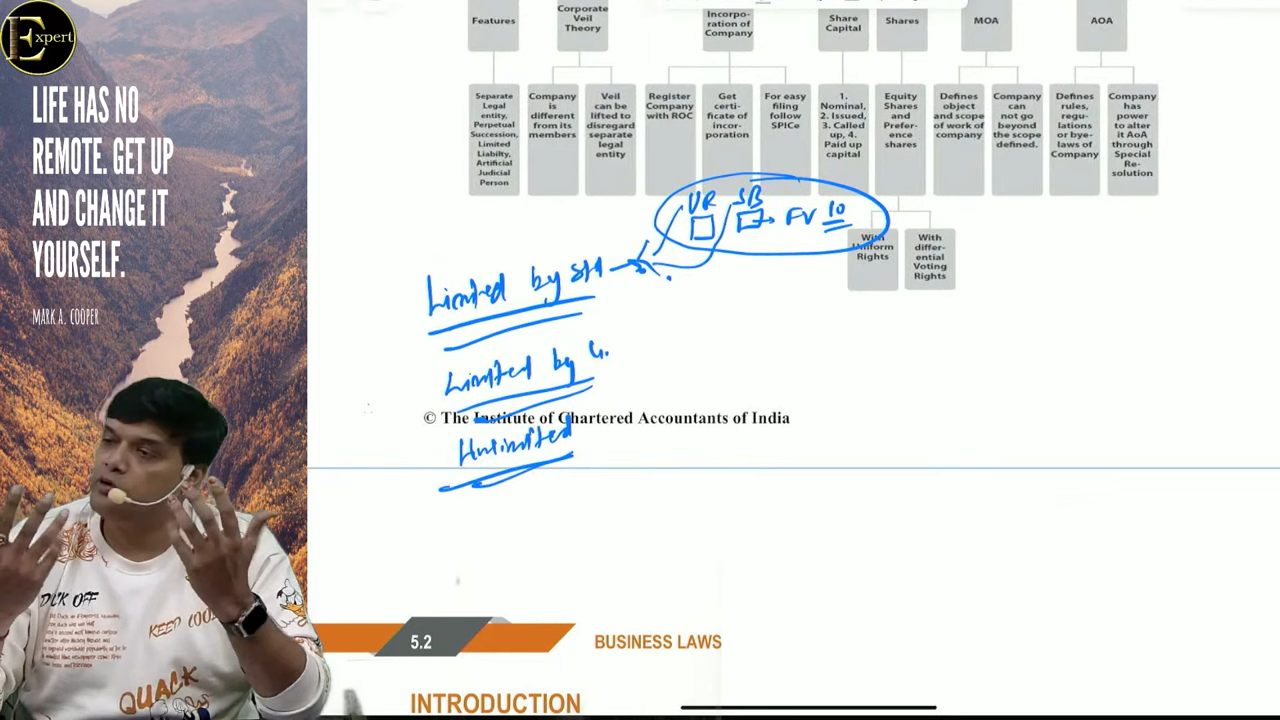 Expert
LIFE HAS NO
REMOTE. GET UP
AND CHANGE IT
YOURSELF.
MARK A. COOPER
Features
Corporate
Veil
Theory
Incorpo-
ration of
Company
Share
Capital
Shares
MOA
AOA
Separate
Legal
entity,
Perpetual
Succession,
Limited
Liabilty,
Artificial
Judicial
Person
Company
is
different
from its
members
Veil
can be
lifted to
disregard
separate
legal
entity
Register
Company
with ROC
Get
certi-
ficate of
incor-
poration
For easy
filing
follow
SPICe
1.
Nominal,
2. Issued,
3. Called
up, 4.
Paid up
capital
Equity
Shares
and
Prefer-
ence
shares
Defines
object
and scope
of work of
company
Company
can not
go
beyond
the scope
defined.
Defines
rules,
regu-
lations
or bye-
laws of
Company
Company
has
power
to alter
it AoA
through
Special
Re-
solution
With
Uniform
Rights
With
differ-
ential
Voting
Rights
FV 10
Limited by
Limited by G.
Unlimited
© The Institute of Chartered Accountants of India
5.2
BUSINESS LAWS
INTRODUCTION
DUCK OFF
QUACK